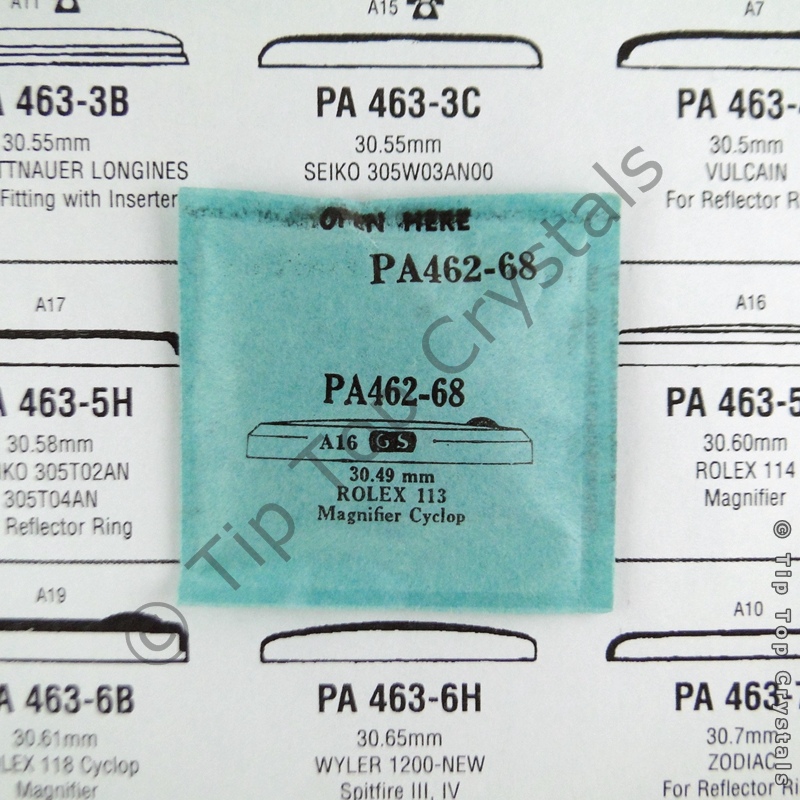 A11
A15
A7
A 463-3B
PA 463-3C
PA 463-
30.55mm
30.55mm
30.5mm
TTNAUER LONGINES
SEIKO 305W03AN00
VULCAIN
Fitting with Inserter
For Reflector R
OPEN HERE
PA462-68
A17
A16
PA462-68
A16 GS
30.49 mm
ROLEX 113
Magnifier Cyclop
A 463-5H
PA 463-5
30.58mm
30.60mm
KO 305T02AN
ROLEX 114
305T04AN
Magnifier
Reflector Ring
A19
A10
PA 463-6B
PA 463-6H
PA 463-
30.61mm
30.65mm
30.7mm
LEX 118 Cyclop
WYLER 1200-NEW
ZODIAC
Magnifier
Spitfire III, IV
For Reflector Ri
© Tip Top Crystals
© Tip Top Crystals